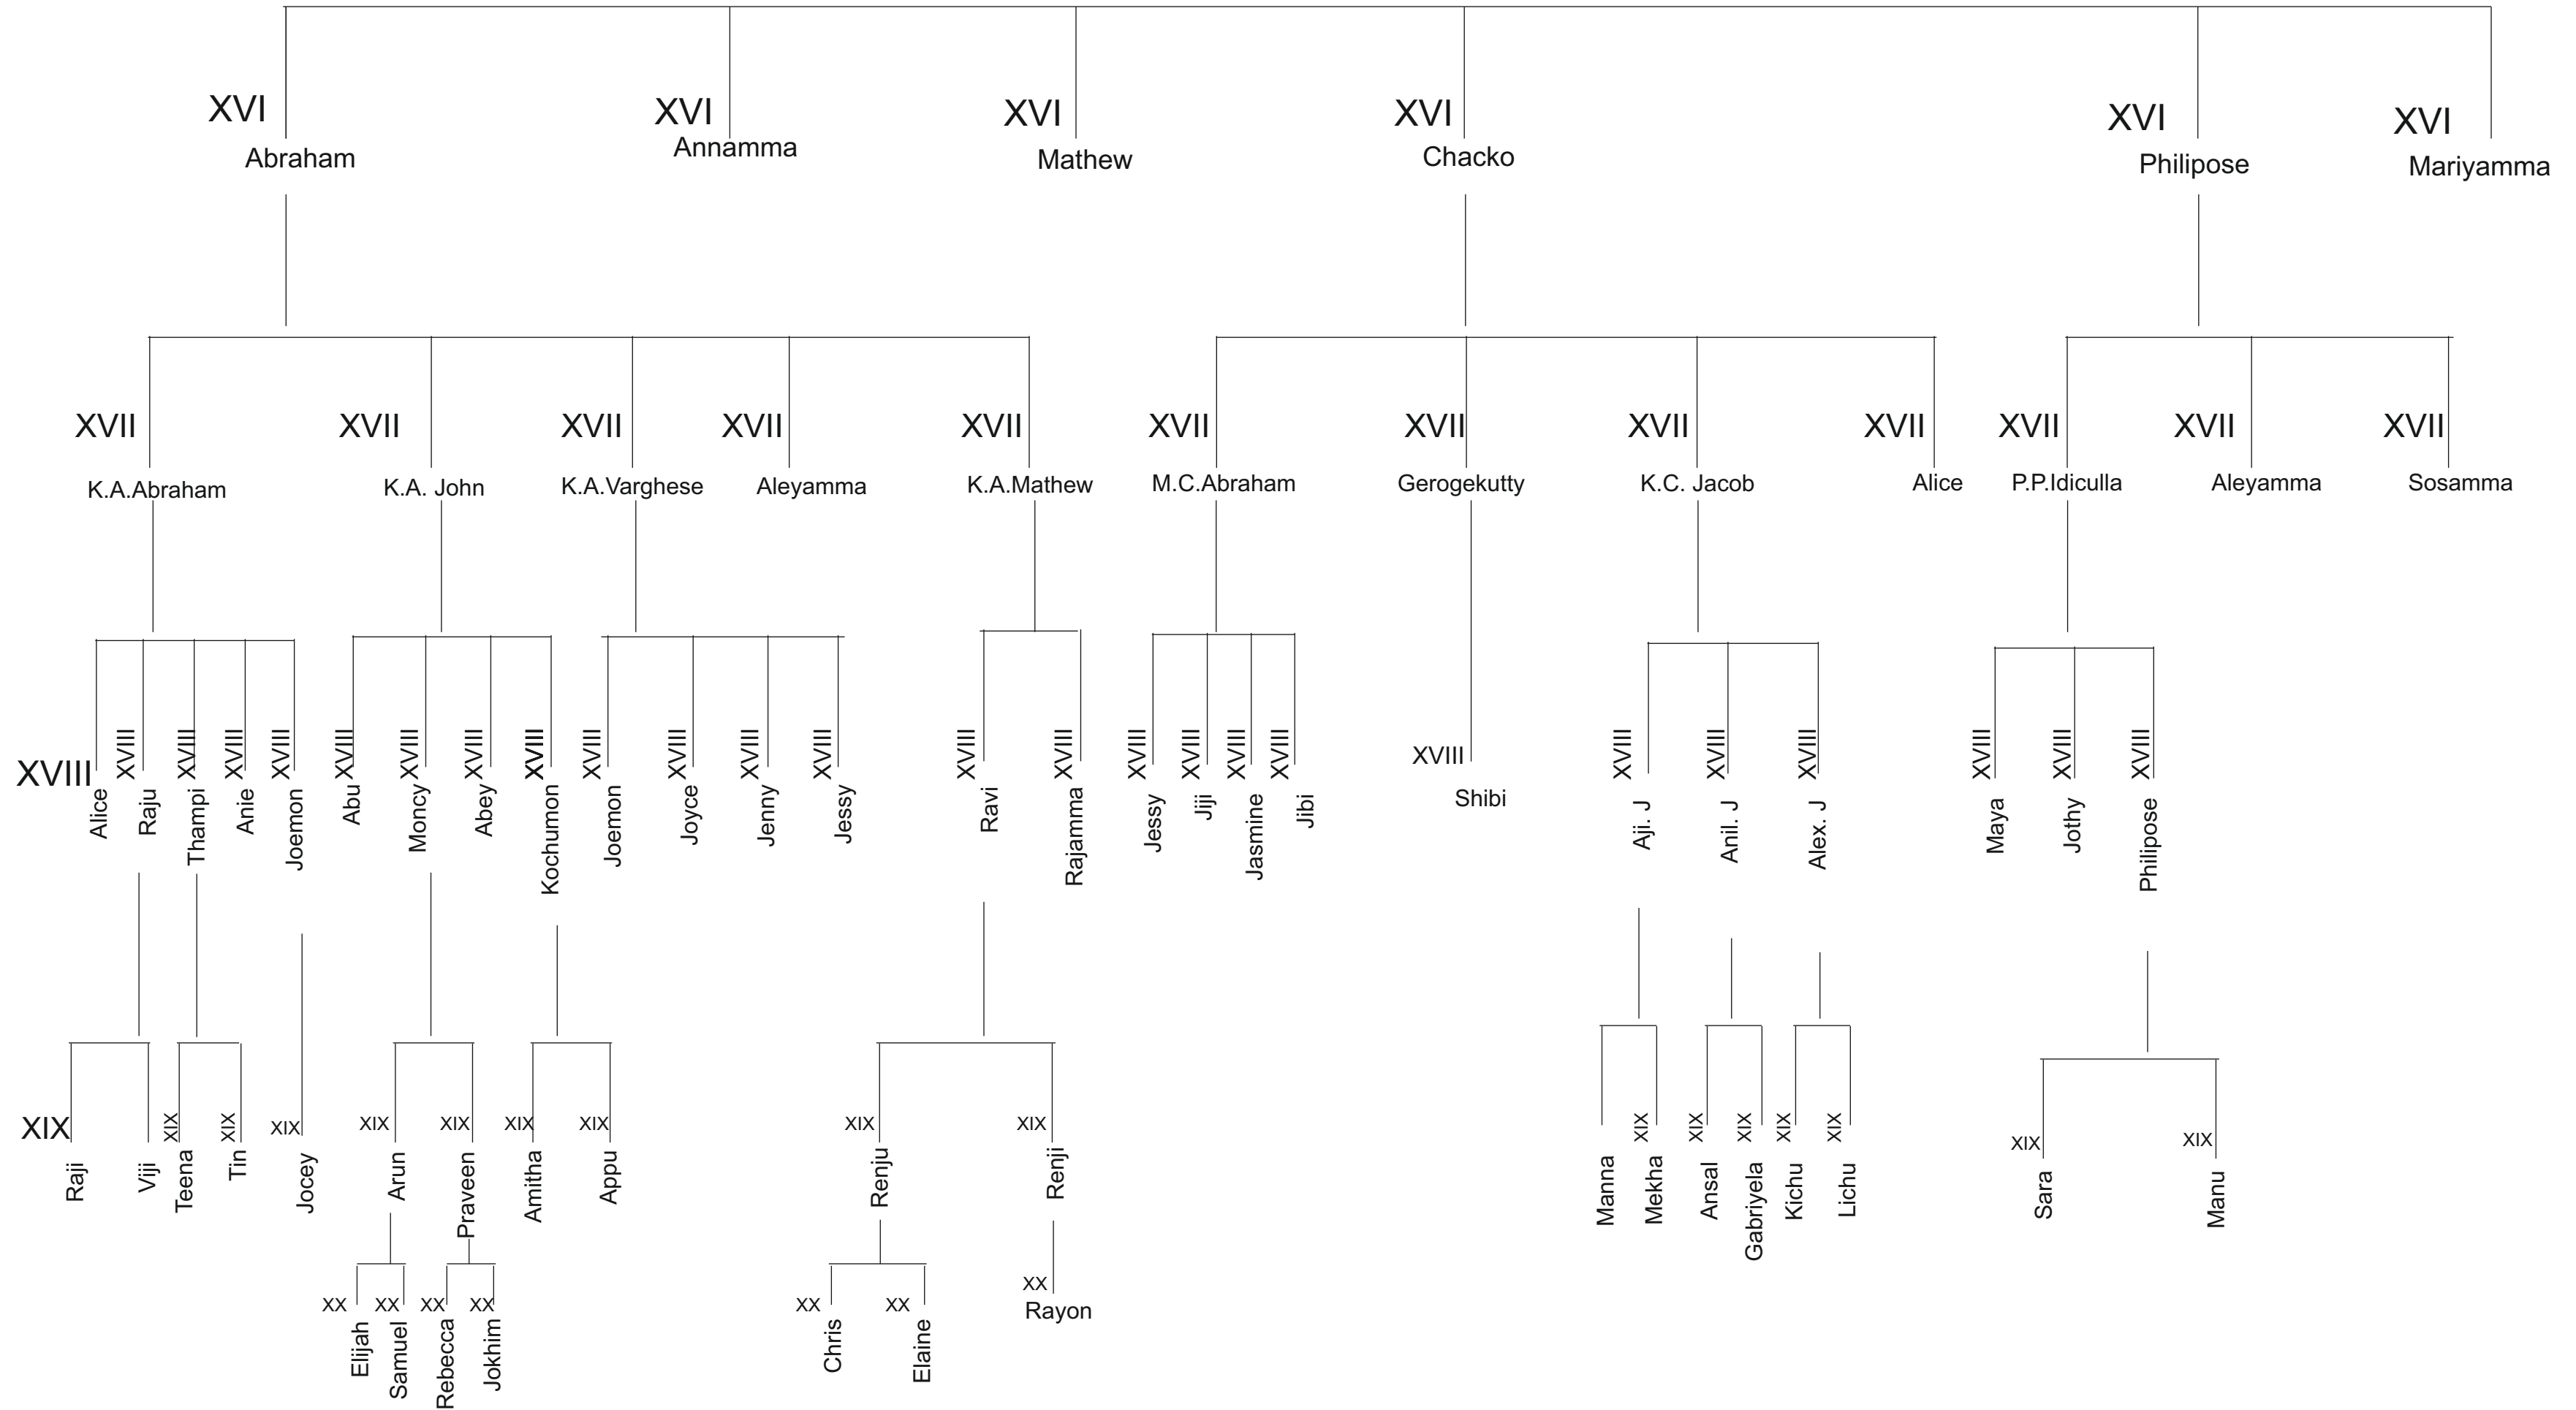 XVI XVI XVI XVI XVI XVI
Abraham Annamma Mathew Chacko Philipose Mariyamma
XVII XVII XVII XVII XVII XVII XVII XVII XVII XVII XVII XVII
K.A.Abraham K.A. John K.A.Varghese Aleyamma K.A.Mathew M.C.Abraham Gerogekutty K.C. Jacob Alice P.P.Idiculla Aleyamma Sosamma
XVIII XVIII XVIII XVIII XVIII XVIII XVIII XVIII XVIII XVIII XVIII XVIII XVIII XVIII XVIII XVIII XVIII XVIII XVIII XVIII XVIII XVIII XVIII XVIII XVIII XVIII
Alice Raju Thampi Anie Joemon Abu Moncy Abey Kochumon Joemon Joyce Jenny Jessy Ravi Rajamma Jessy Jiji Jasmine Jibi Shibi Aji. J Anil. J Alex. J Maya Jothy Philipose
XIX XIX XIX XIX XIX XIX XIX XIX XIX XIX XIX XIX XIX XIX XIX XIX XIX
Raji Viji Teena Tin Jocey Arun Praveen Amitha Appu Renju Renji Manna Mekha Ansal Gabriyela Kichu Lichu Sara Manu
XX XX XX XX XX XX XX
Elijah Samuel Rebecca Jokhim Chris Elaine Rayon